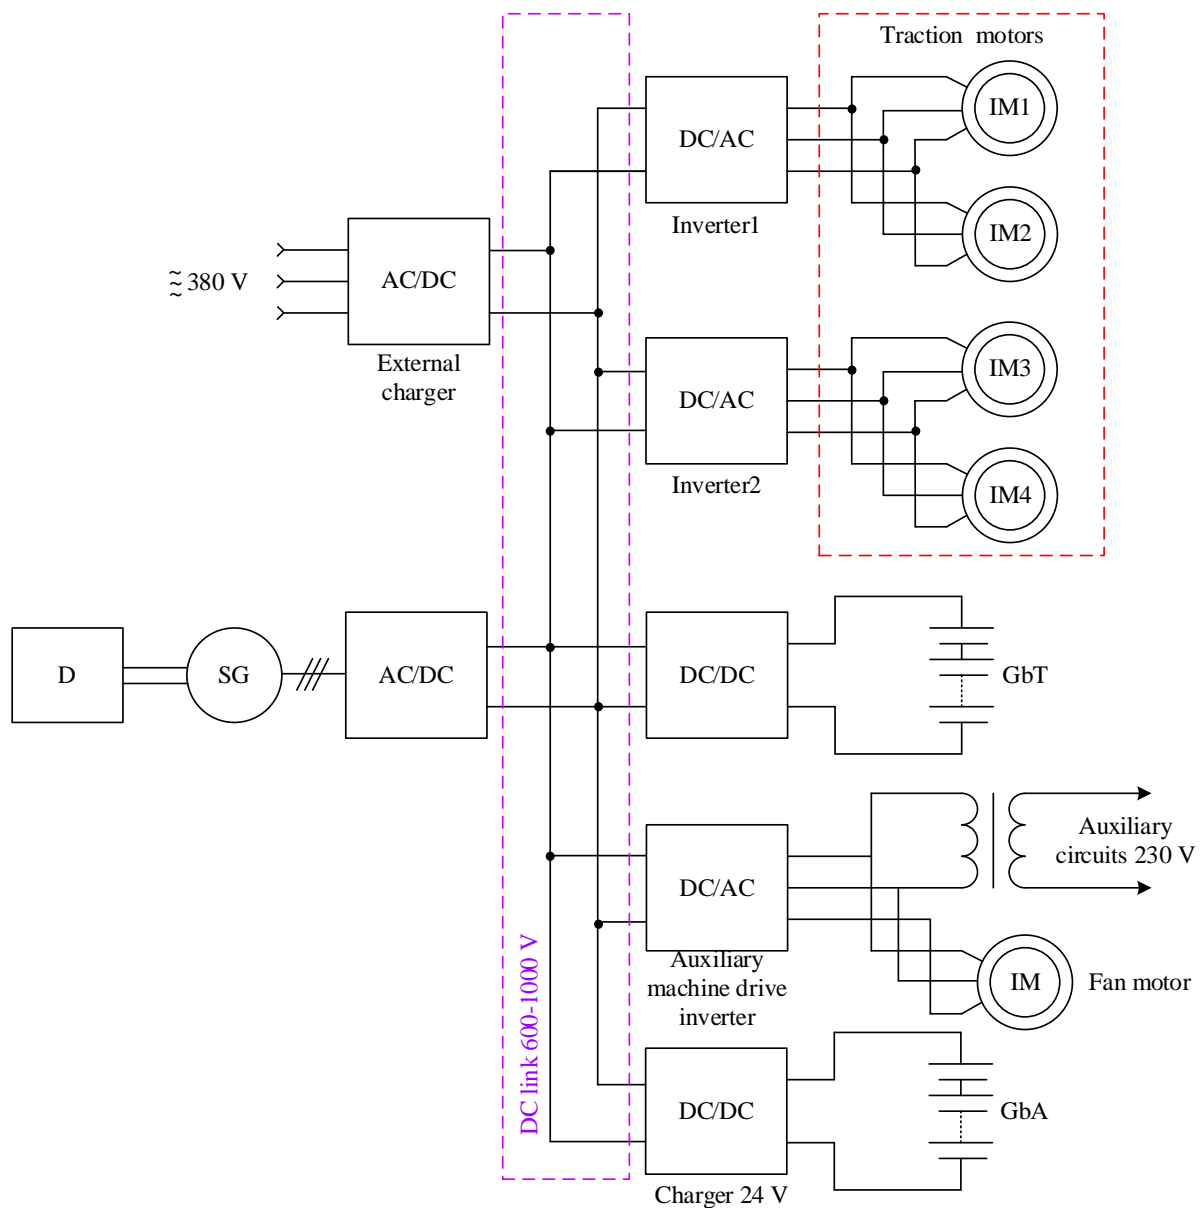 Traction motors
IM1
DC/AC
Inverter1
IM2
≈ 380 V
AC/DC
External
charger
IM3
DC/AC
Inverter2
IM4
D
SG
AC/DC
DC/DC
GbT
DC link 600-1000 V
DC/AC
Auxiliary
machine drive
inverter
Auxiliary
circuits 230 V
IM
Fan motor
DC/DC
Charger 24 V
GbA